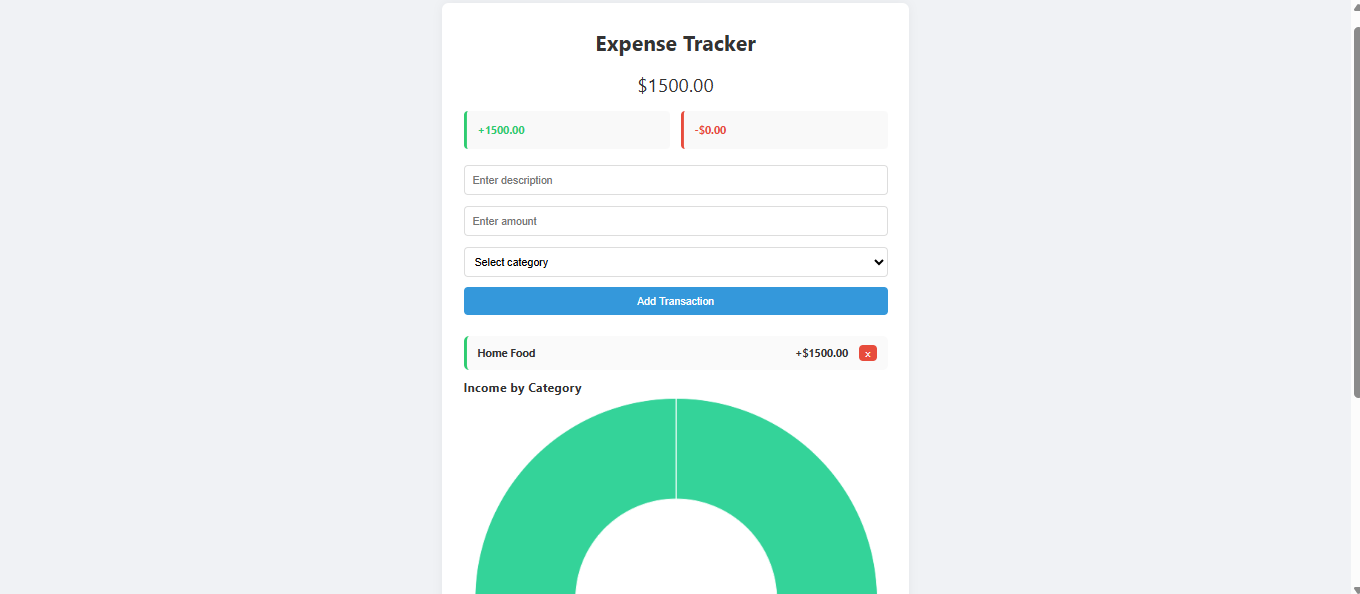 Expense Tracker
$1500.00
+1500.00
-$0.00
Enter description
Enter amount
Select category
Add Transaction
Home Food +$1500.00 x
Income by Category